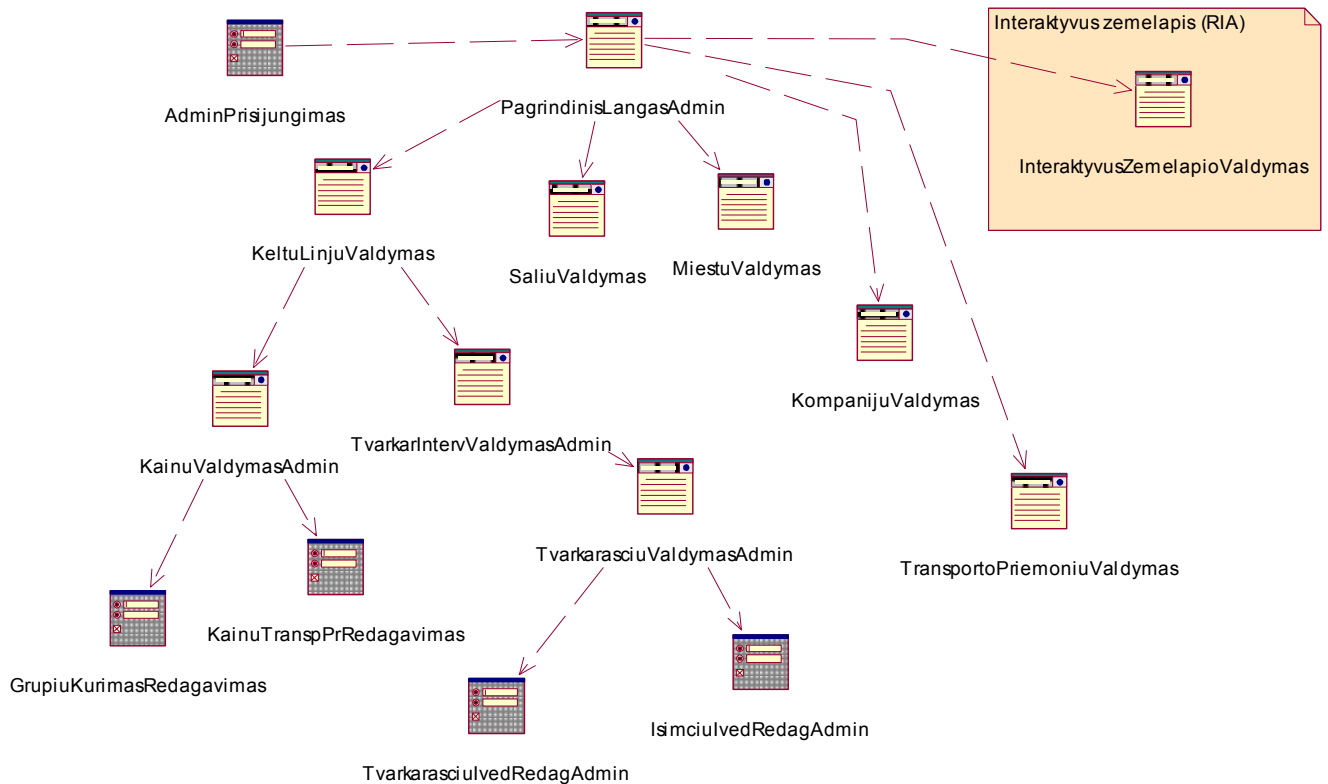 Interaktyvus zemelapis (RIA)
AdminPrisijungimas
PagrindinisLangasAdmin
InteraktyvusZemelapioValdymas
KeltuLinjuValdymas
SaliuValdymas
MiestuValdymas
KompanijuValdymas
TvarkarIntervValdymasAdmin
KainuValdymasAdmin
TvarkarasciuValdymasAdmin
TransportoPriemoniuValdymas
KainuTranspPrRedagavimas
GrupiuKurimasRedagavimas
IsimciuIvedRedagAdmin
TvarkarasciuIvedRedagAdmin